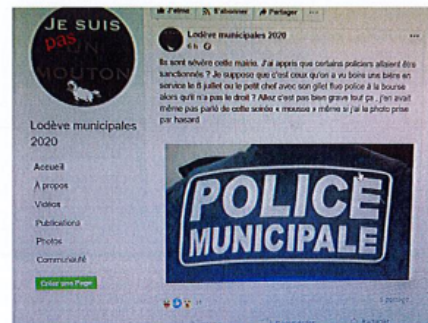 JE SUIS
pas
UN
MOUTON
Lodève municipales
2020
Accueil
À propos
Vidéos
Publications
Photos
Communauté
Créer une Page
J'aime S'abonner Partager ...
Lodève municipales 2020
6 h
Ils sont sévère cette mairie. J'ai appris que certains policiers allaient être
sanctionnés ? Je suppose que c'est ceux qu'on a vu boire une bière en
service le 8 juillet ou le petit chef avec son gilet fluo police à la bourse
alors qu'il n'a pas le droit ? Allez c'est pas bien grave tout ça , j'en avait
même pas parlé de cette soirée « mousse » même si j'ai la photo prise
par hasard
POLICE
MUNICIPALE
1 partage